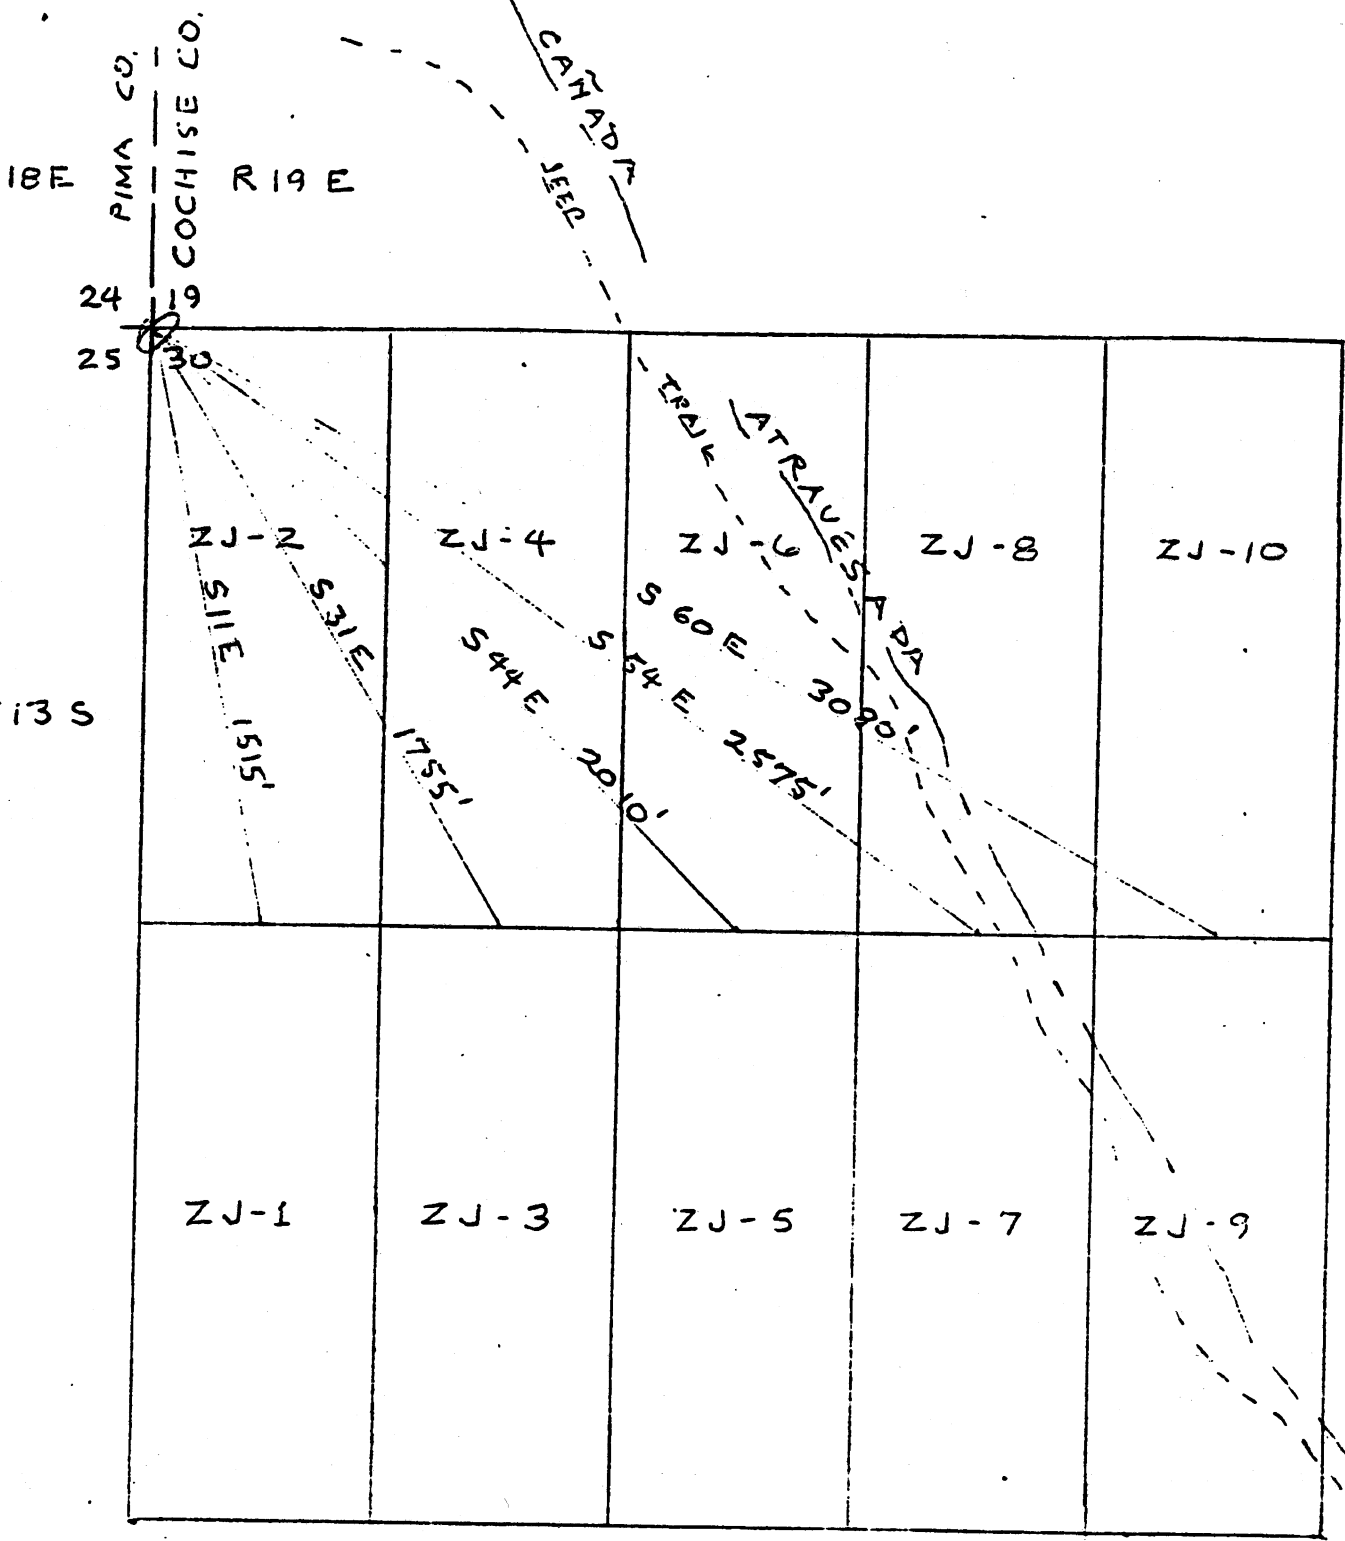 CAÑADA
PIMA CO.
COCHISE CO.
18E
R 19 E
JEEP
24
19
25
30
TRAIL
ATRAVESADA
ZJ-2
ZJ-4
ZJ-6
ZJ-8
ZJ-10
S 11 E 1515'
S 31 E 1755'
S 44 E 2010'
S 54 E 2575'
S 60 E 3090'
13 S
ZJ-1
ZJ-3
ZJ-5
ZJ-7
ZJ-9